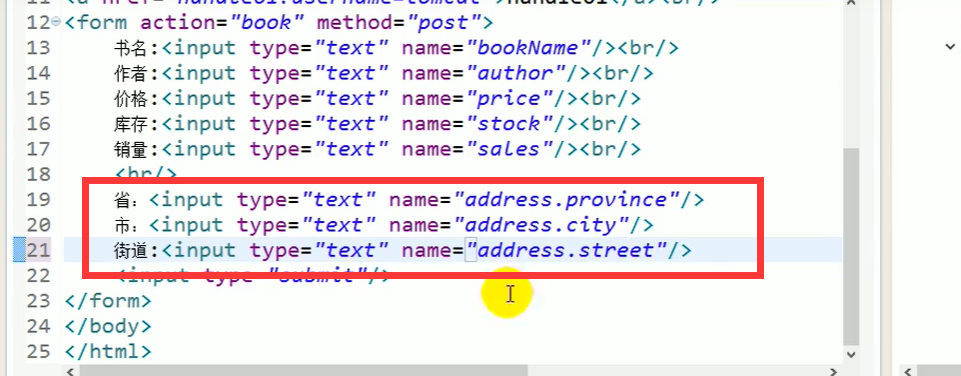 12 <form action="book" method="post">
13 书名:<input type="text" name="bookName"/><br/>
14 作者:<input type="text" name="author"/><br/>
15 价格:<input type="text" name="price"/><br/>
16 库存:<input type="text" name="stock"/><br/>
17 销量:<input type="text" name="sales"/><br/>
18 <hr/>
19 省：<input type="text" name="address.province"/>
20 市：<input type="text" name="address.city"/>
21 街道:<input type="text" name="address.street"/>
22 <input type="submit"/>
23 </form>
24 </body>
25 </html>